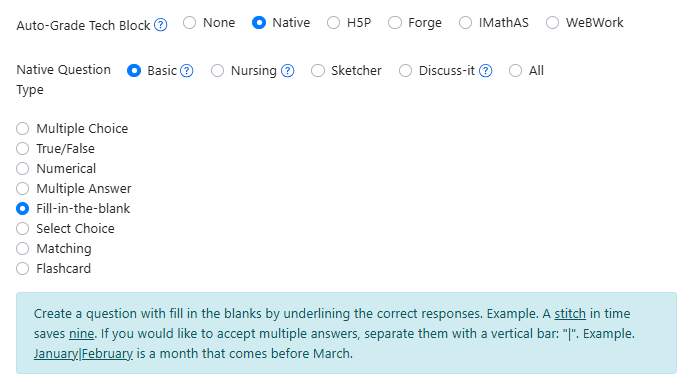 Auto-Grade Tech Block ? None Native H5P Forge IMathAS WeBWork
Native Question Type Basic ? Nursing ? Sketcher Discuss-it ? All
Multiple Choice
True/False
Numerical
Multiple Answer
Fill-in-the-blank
Select Choice
Matching
Flashcard
Create a question with fill in the blanks by underlining the correct responses. Example. A stitch in time
saves nine. If you would like to accept multiple answers, separate them with a vertical bar: "|". Example.
January|February is a month that comes before March.